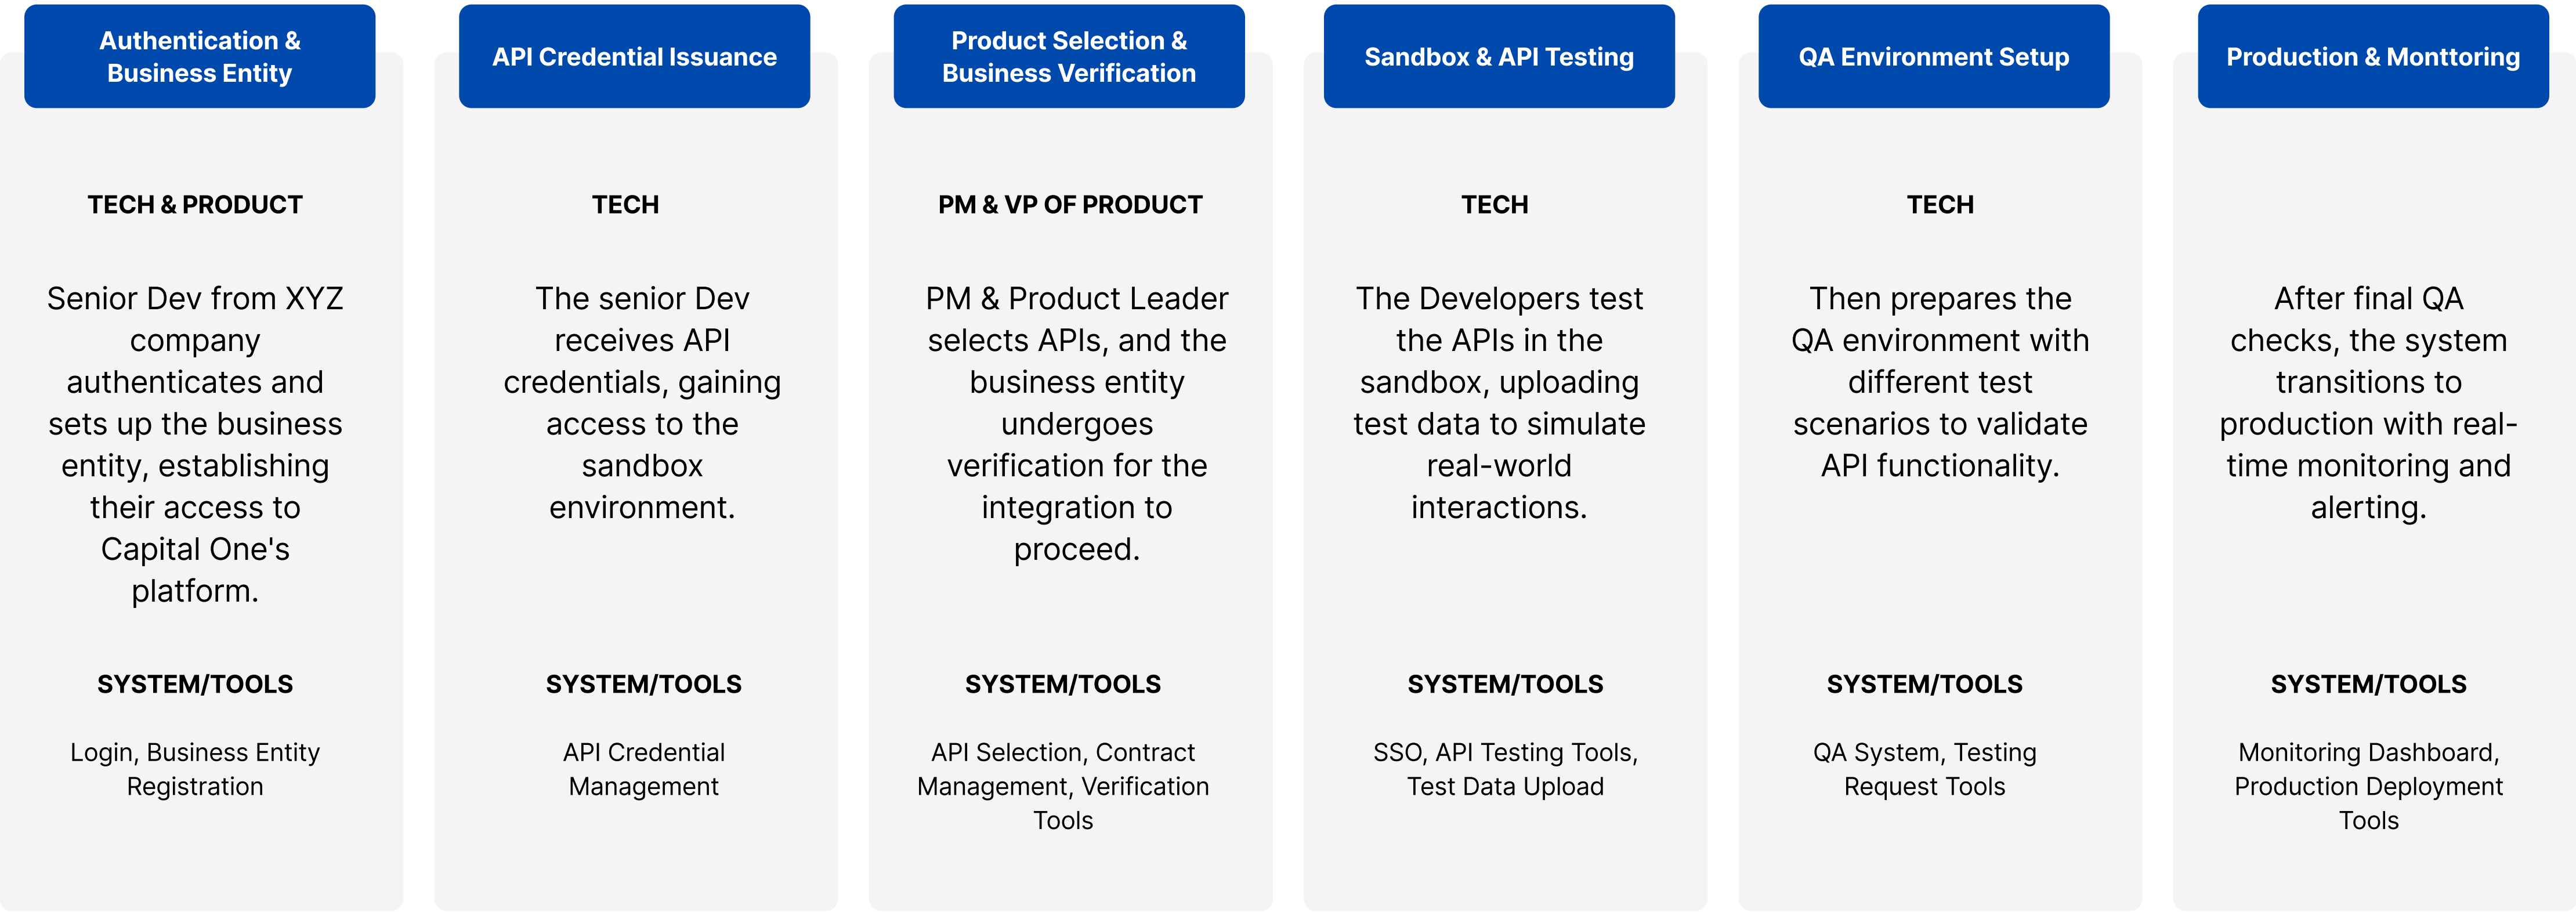 Authentication &
Business Entity
TECH & PRODUCT
Senior Dev from XYZ
company
authenticates and
sets up the business
entity, establishing
their access to
Capital One's
platform.
SYSTEM/TOOLS
Login, Business Entity
Registration
API Credential Issuance
TECH
The senior Dev
receives API
credentials, gaining
access to the
sandbox
environment.
SYSTEM/TOOLS
API Credential
Management
Product Selection &
Business Verification
PM & VP OF PRODUCT
PM & Product Leader
selects APIs, and the
business entity
undergoes
verification for the
integration to
proceed.
SYSTEM/TOOLS
API Selection, Contract
Management, Verification
Tools
Sandbox & API Testing
TECH
The Developers test
the APIs in the
sandbox, uploading
test data to simulate
real-world
interactions.
SYSTEM/TOOLS
SSO, API Testing Tools,
Test Data Upload
QA Environment Setup
TECH
Then prepares the
QA environment with
different test
scenarios to validate
API functionality.
SYSTEM/TOOLS
QA System, Testing
Request Tools
Production & Monttoring
After final QA
checks, the system
transitions to
production with real-
time monitoring and
alerting.
SYSTEM/TOOLS
Monitoring Dashboard,
Production Deployment
Tools